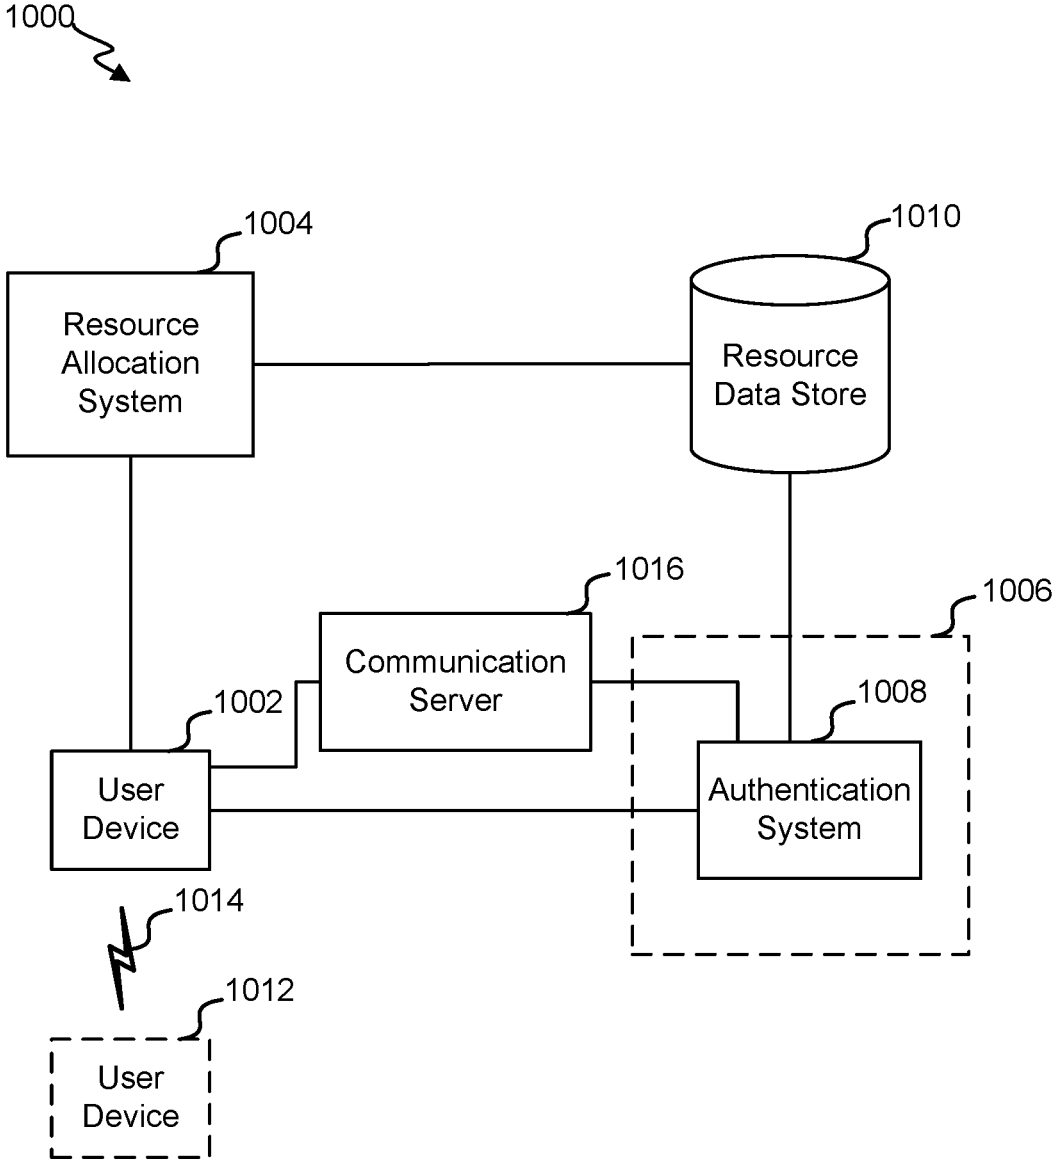 1000
1004
1010
Resource
Allocation
System
Resource
Data Store
1016
1006
Communication
Server
1002
1008
User
Device
Authentication
System
1014
1012
User
Device